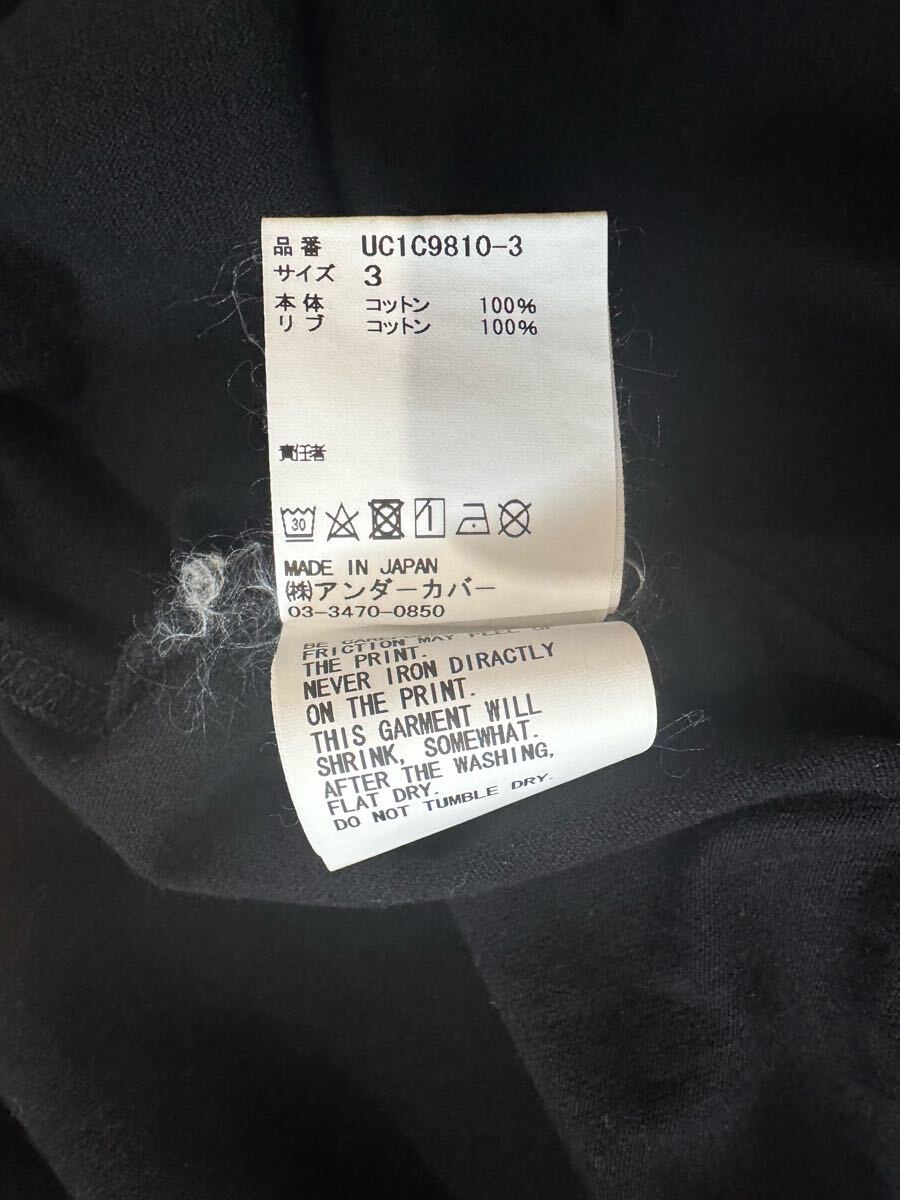 品番 UC1C9810-3
サイズ 3
本体 コットン 100%
リブ コットン 100%
責任者
30
MADE IN JAPAN
㈱アンダーカバー
03-3470-0850
BE
FRICTION MAY PEEL OF
THE PRINT.
NEVER IRON DIRACTLY
ON THE PRINT.
THIS GARMENT WILL
SHRINK, SOMEWHAT.
AFTER THE WASHING,
FLAT DRY.
DO NOT TUMBLE DRY.